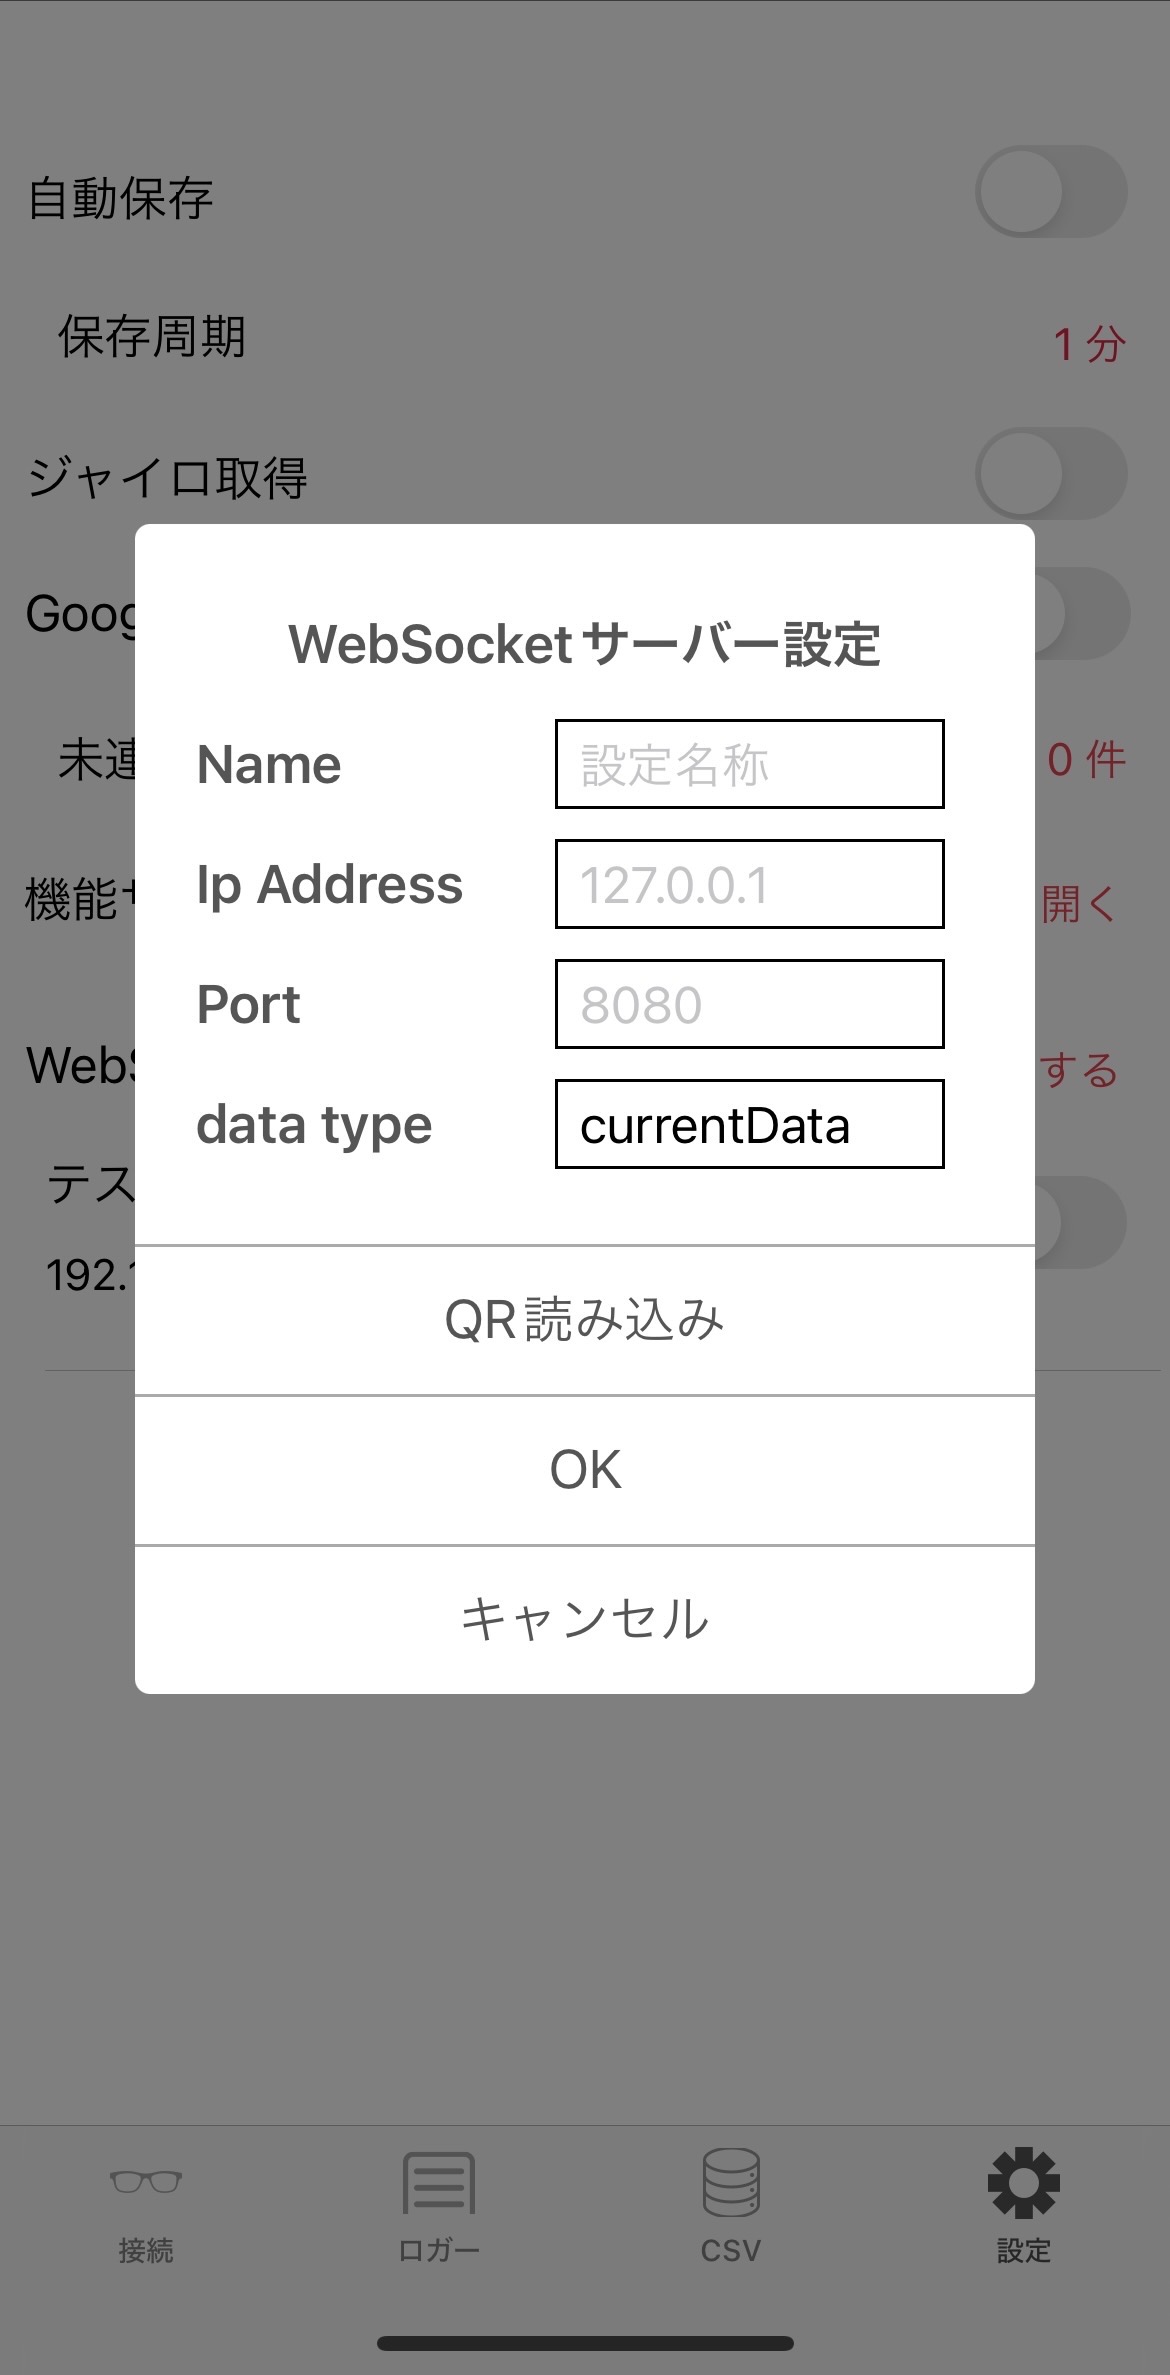 自動保存
保存周期
1 分
ジャイロ取得
Goog
WebSocketサーバー設定
Name
設定名称
未連
0 件
Ip Address
127.0.0.1
機能
開く
Port
8080
WebS
する
data type
currentData
テス
192.1
QR読み込み
OK
キャンセル
接続
ロガー
CSV
設定